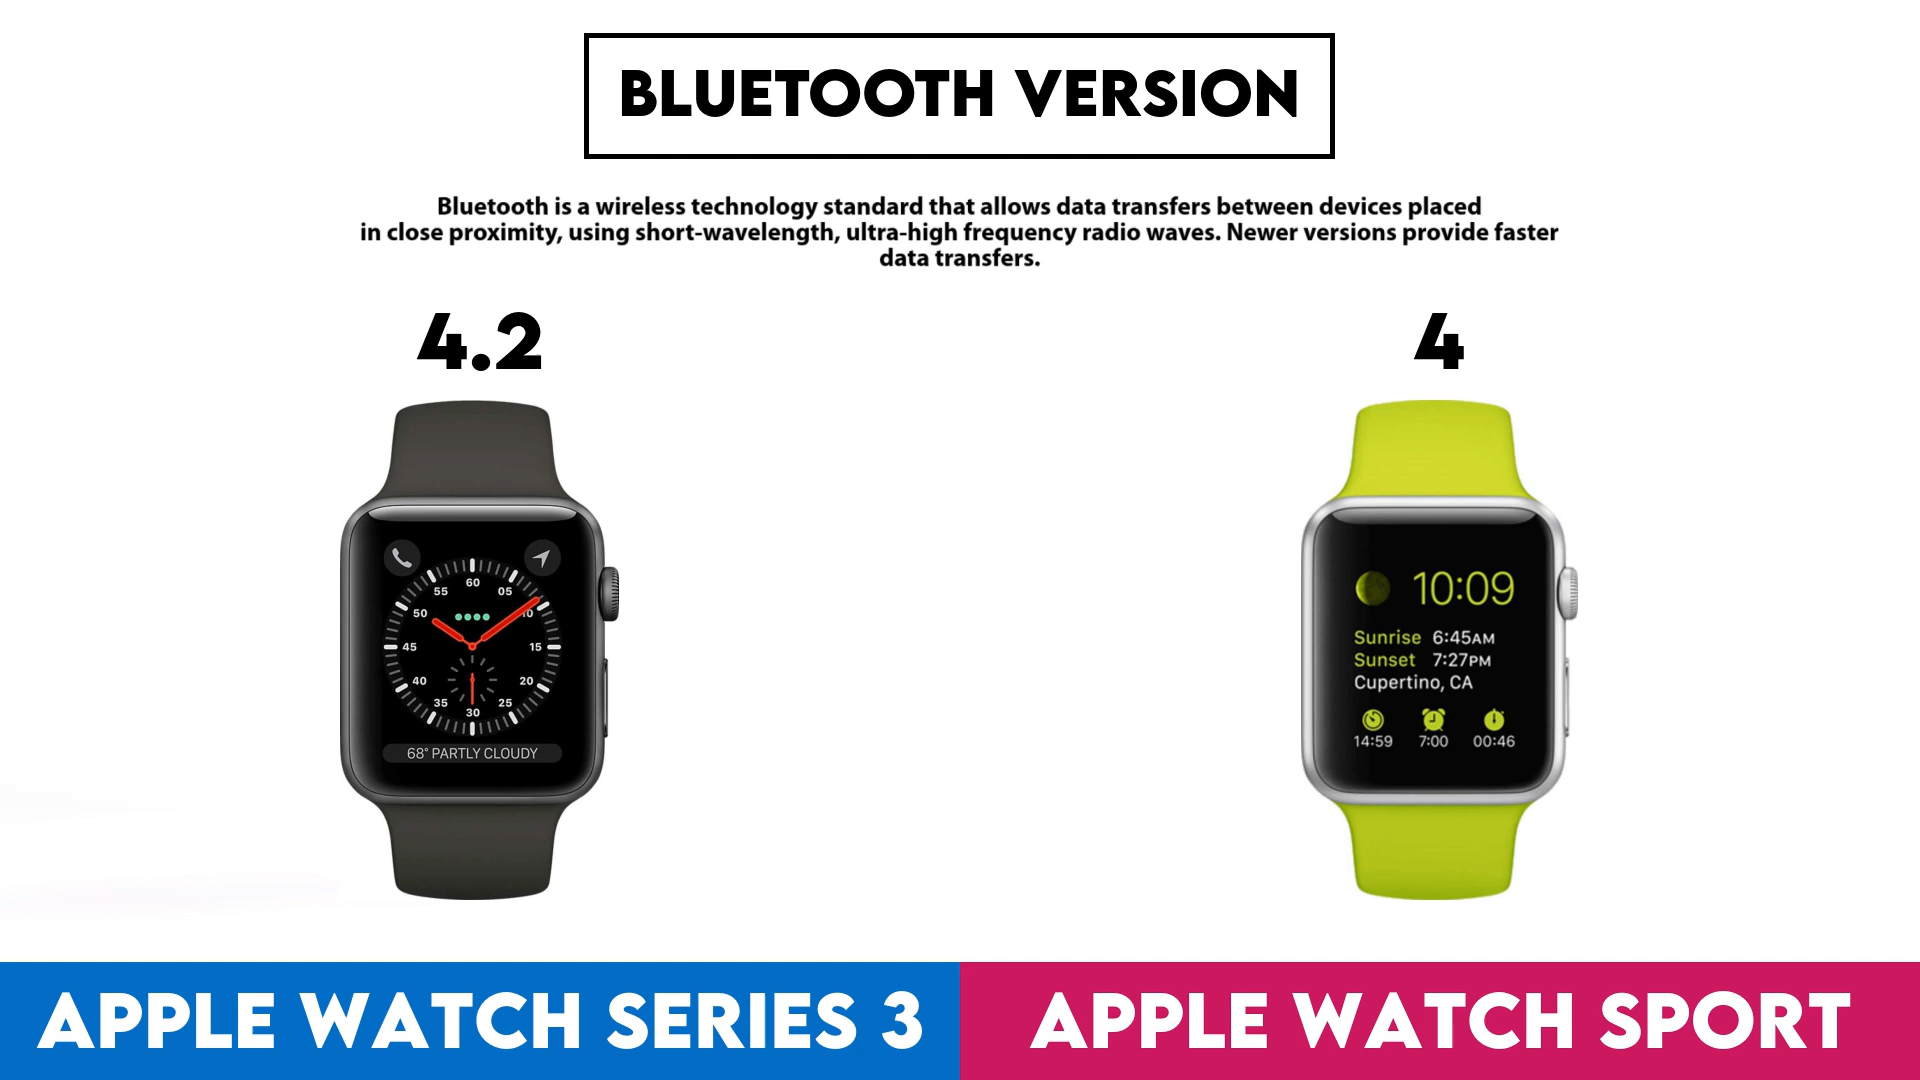 BLUETOOTH VERSION
Bluetooth is a wireless technology standard that allows data transfers between devices placed
in close proximity, using short-wavelength, ultra-high frequency radio waves. Newer versions provide faster
data transfers.
4.2
4
60
55 05
50 10
45 15
40 20
35 25
30
68° PARTLY CLOUDY
10:09
Sunrise 6:45AM
Sunset 7:27PM
Cupertino, CA
14:59 7:00 00:46
APPLE WATCH SERIES 3
APPLE WATCH SPORT